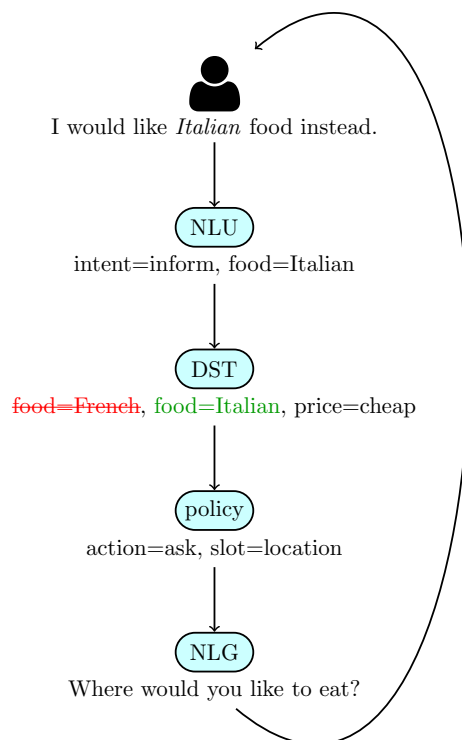 I would like Italian food instead.
NLU
intent=inform, food=Italian
DST
food=French, food=Italian, price=cheap
policy
action=ask, slot=location
NLG
Where would you like to eat?